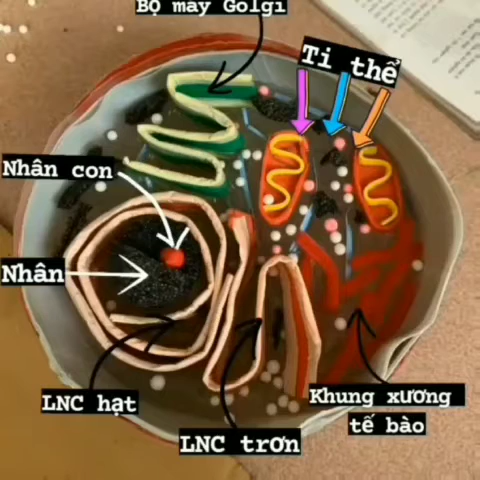 Bộ máy Golgi
Ti thể
Nhân con
Nhân
LNC hạt
LNC trơn
Khung xương
tế bào